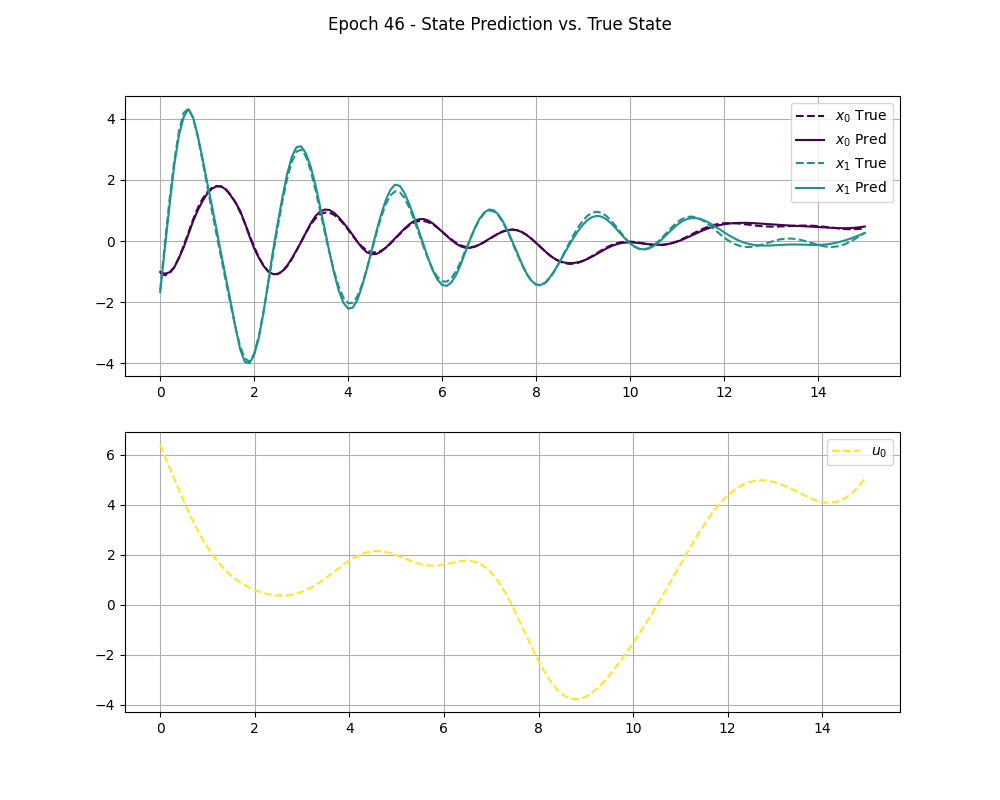 Epoch 46 - State Prediction vs. True State
4
2
0
−2
−4
x₀ True
x₀ Pred
x₁ True
x₁ Pred
0 2 4 6 8 10 12 14
6
4
2
0
−2
−4
u₀
0 2 4 6 8 10 12 14